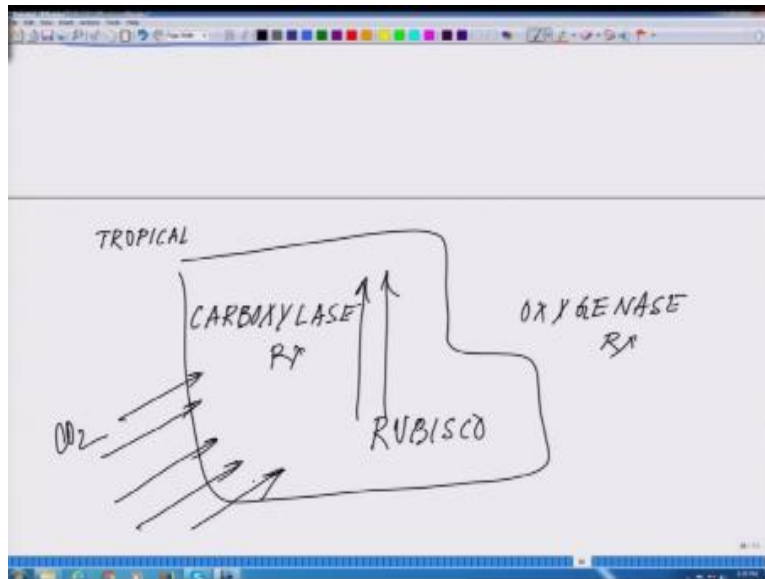 TROPICAL
CARBOXYLASE
RX
OXYGENASE
RX
CO2
RUBISCO